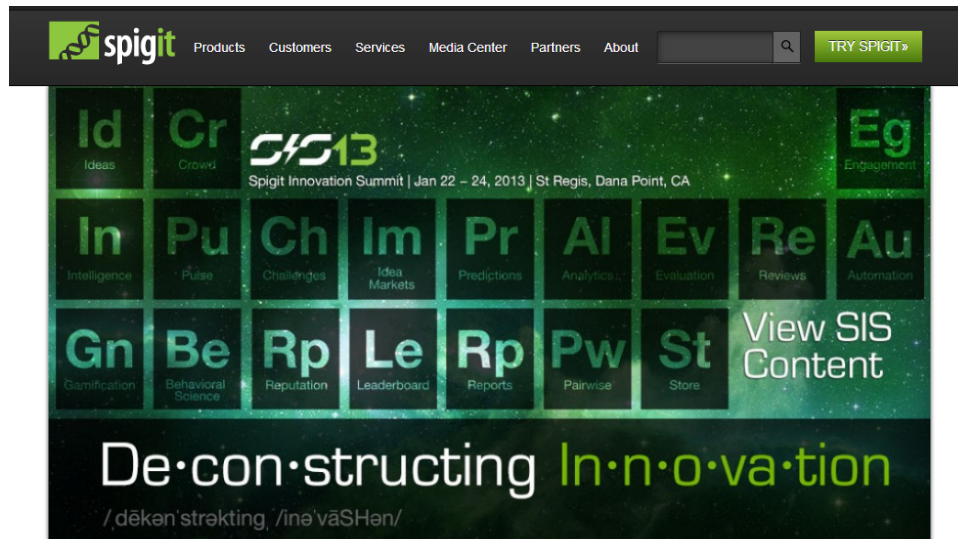 spigit Products Customers Services Media Center Partners About TRY SPIGIT»
Id Cr Eg
Ideas Crowd Engagement
SIS13
Spigit Innovation Summit | Jan 22 – 24, 2013 | St Regis, Dana Point, CA
In Pu Ch Im Pr Al Ev Re Au
Intelligence Pulse Challenges Idea Markets Predictions Analytics Evaluation Reviews Automation
Gn Be Rp Le Rp Pw St
Gamification Behavioral Science Reputation Leaderboard Reports Pairwise Store
View SIS
Content
De·con·structing In·n·o·va·tion
/ˌdēkənˈstrəktiNG, /inəˈvāSHən/